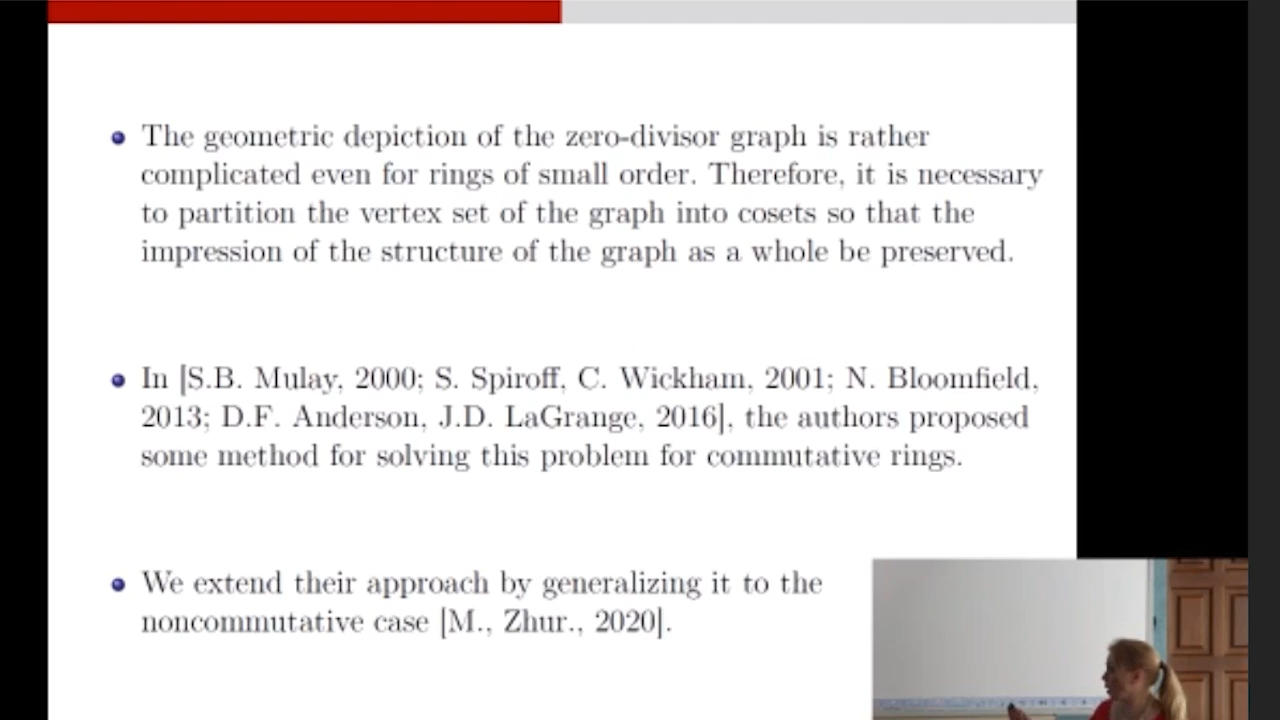 The geometric depiction of the zero-divisor graph is rather
complicated even for rings of small order. Therefore, it is necessary
to partition the vertex set of the graph into cosets so that the
impression of the structure of the graph as a whole be preserved.
In [S.B. Mulay, 2000; S. Spiroff, C. Wickham, 2001; N. Bloomfield,
2013; D.F. Anderson, J.D. LaGrange, 2016], the authors proposed
some method for solving this problem for commutative rings.
We extend their approach by generalizing it to the
noncommutative case [M., Zhur., 2020].